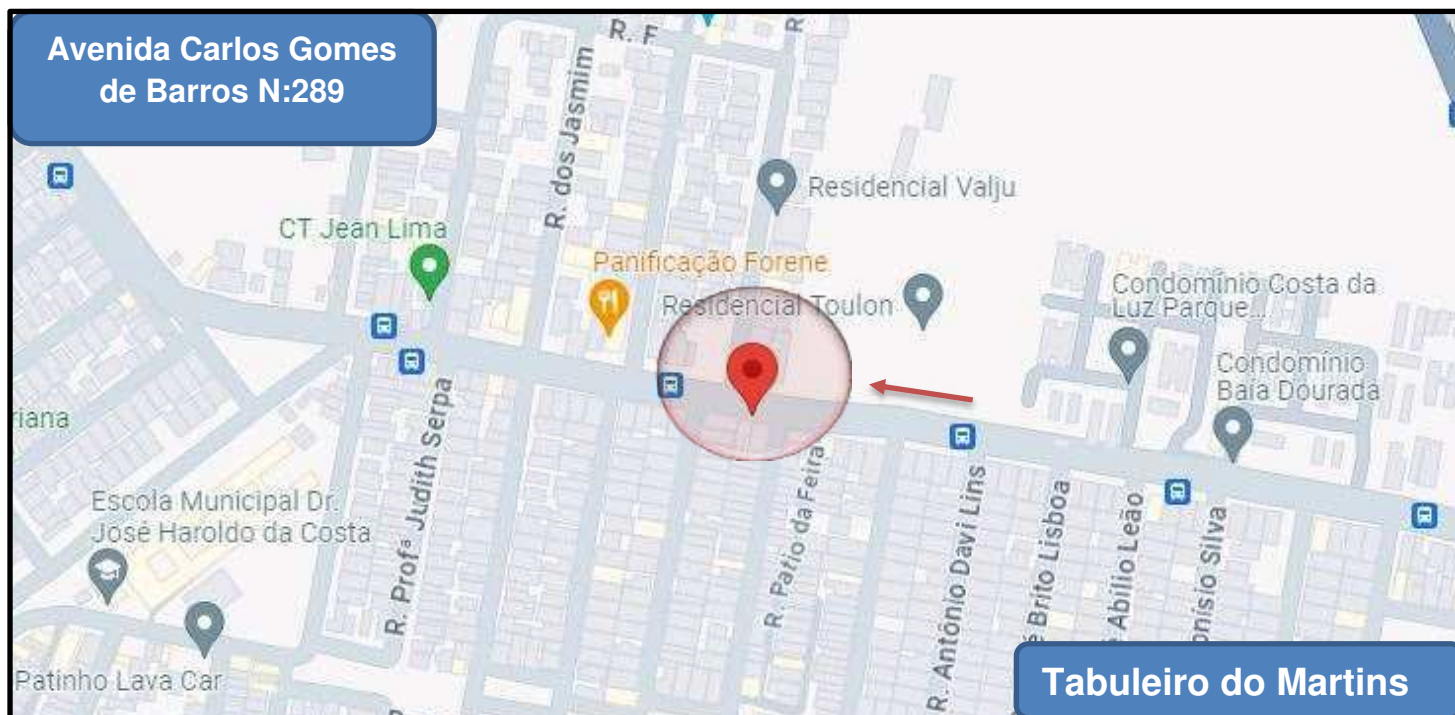 Avenida Carlos Gomes
de Barros N:289
R. F
R
R. dos Jasmim
Residencial Valju
CT Jean Lima
Panificação Forene
Residencial Toulon
Condomínio Costa da
Luz Parque...
Condomínio
Baía Dourada
riana
R. Profª Judith Serpa
Escola Municipal Dr.
José Haroldo da Costa
R. Patio da Feira
R. Antônio Davi Lins
é Brito Lisboa
Abílio Leão
onísio Silva
Patinho Lava Car
Tabuleiro do Martins